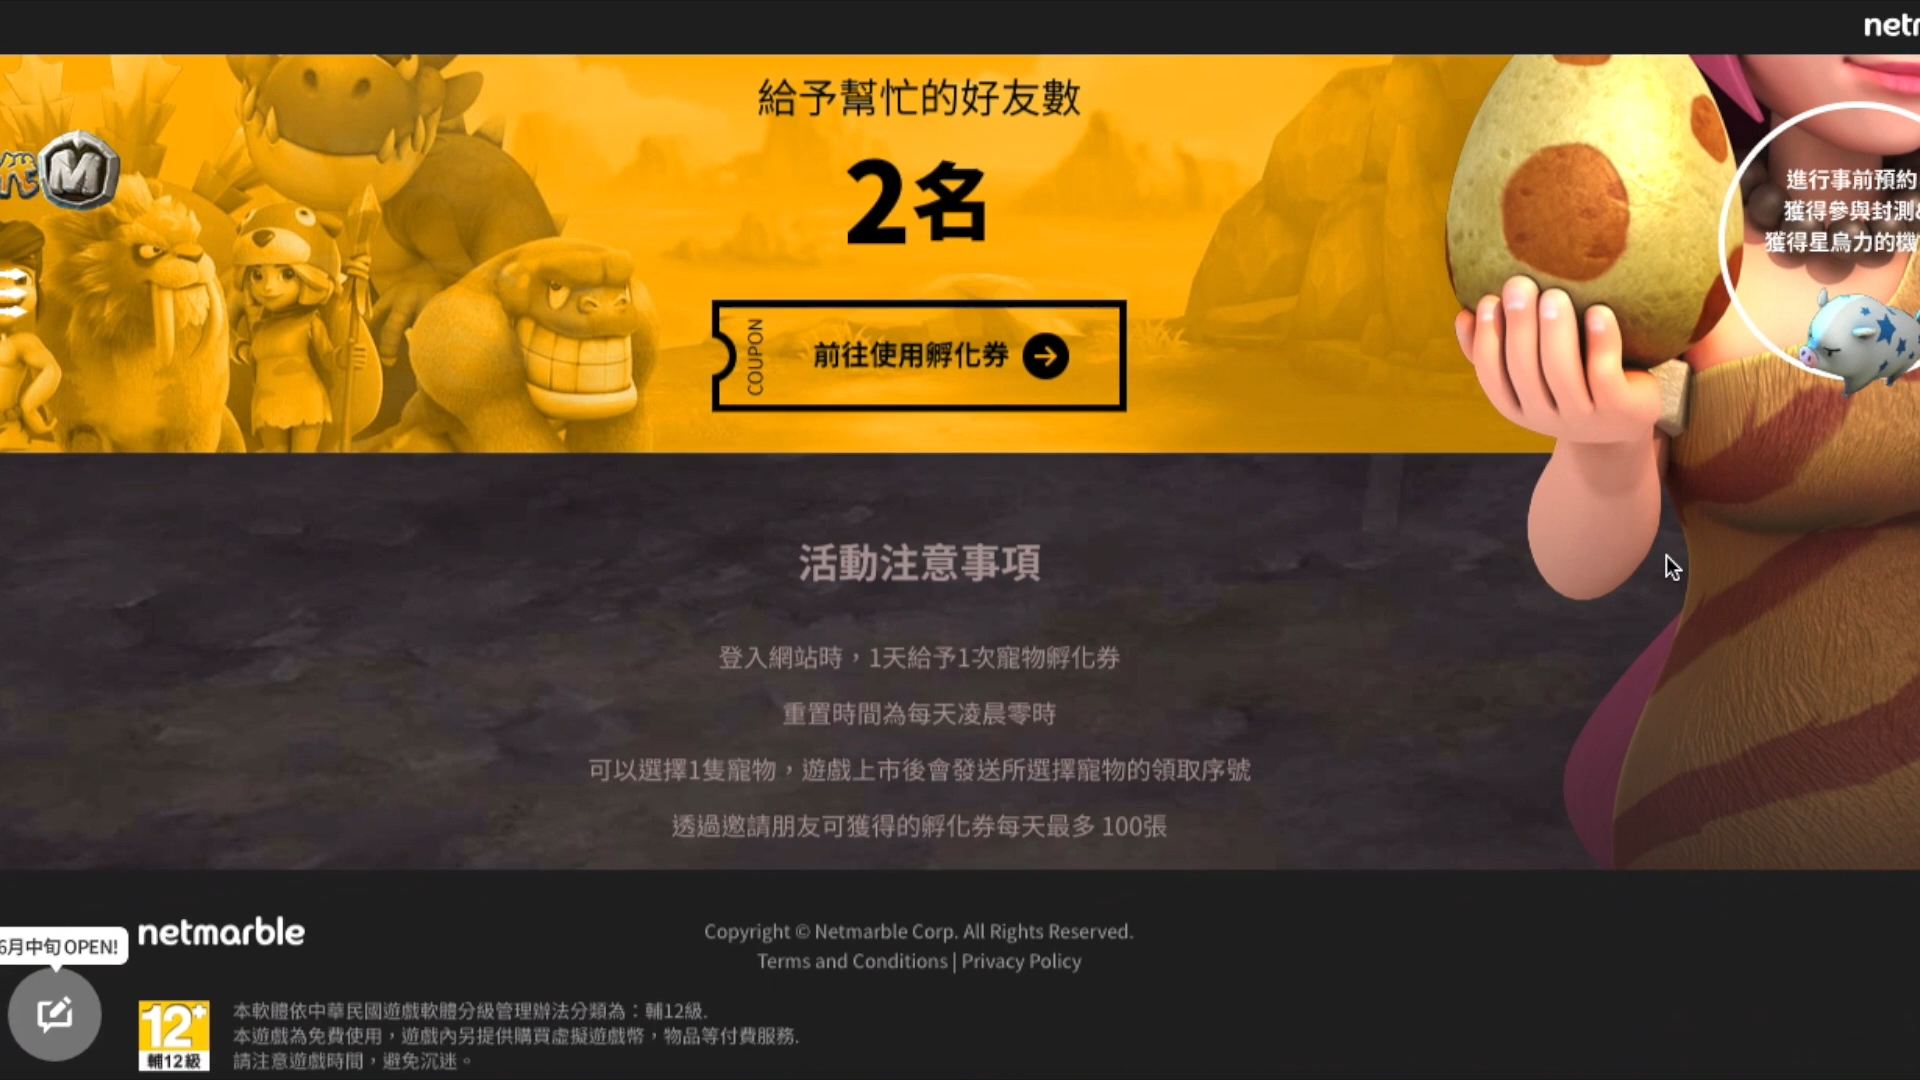 給予幫忙的好友數
2名
M
COUPON
前往使用孵化券
進行事前預約
獲得參與封測&
獲得星烏力的機
活動注意事項
登入網站時，1天給予1次寵物孵化券
重置時間為每天凌晨零時
可以選擇1隻寵物，遊戲上市後會發送所選擇寵物的領取序號
透過邀請朋友可獲得的孵化券每天最多 100張
6月中旬 OPEN!
netmarble
Copyright © Netmarble Corp. All Rights Reserved.
Terms and Conditions | Privacy Policy
12+
輔12級
本軟體依中華民國遊戲軟體分級管理辦法分類為：輔12級.
本遊戲為免費使用，遊戲內另提供購買虛擬遊戲幣，物品等付費服務.
請注意遊戲時間，避免沉迷。